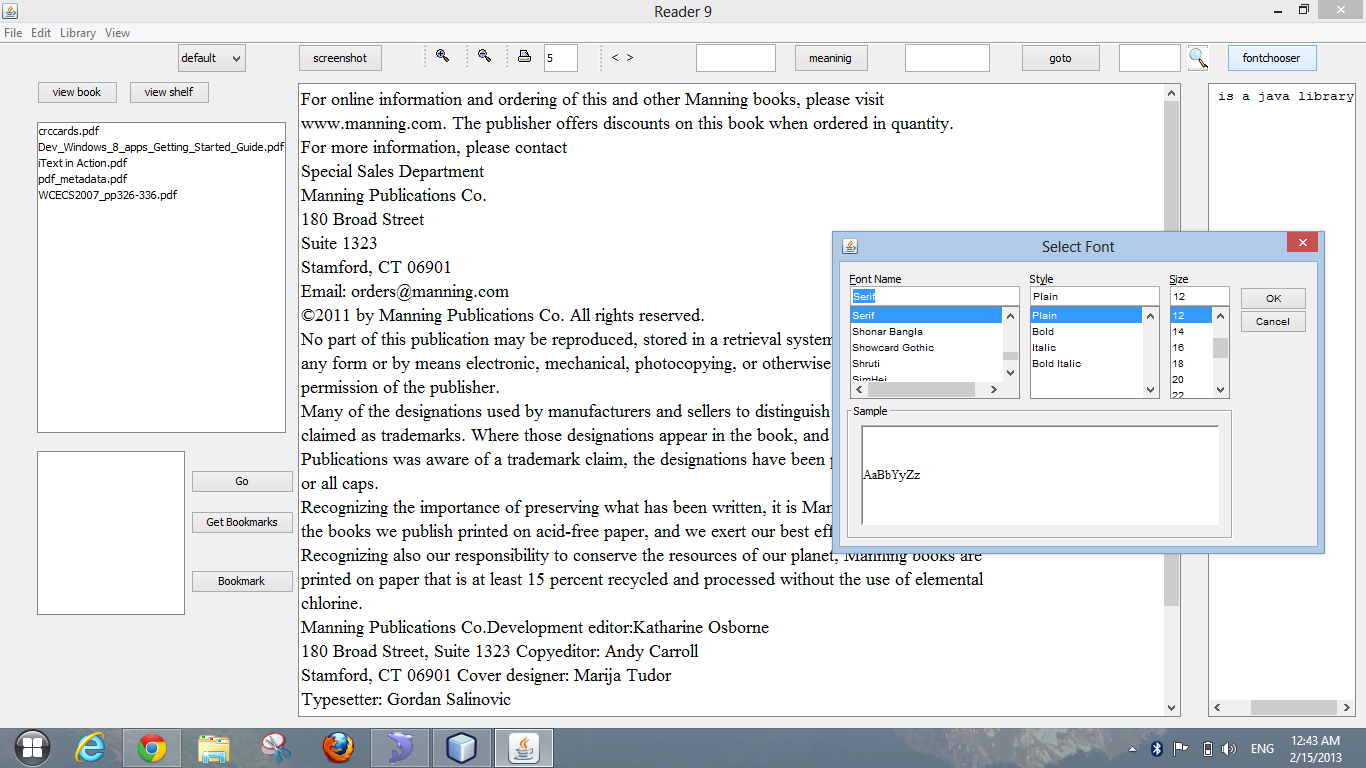 Reader 9
File Edit Library View
default
screenshot
5
< >
meaninig
goto
fontchooser
view book
view shelf
crccards.pdf
Dev_Windows_8_apps_Getting_Started_Guide.pdf
iText in Action.pdf
pdf_metadata.pdf
WCECS2007_pp326-336.pdf
Go
Get Bookmarks
Bookmark
For online information and ordering of this and other Manning books, please visit
www.manning.com. The publisher offers discounts on this book when ordered in quantity.
For more information, please contact
Special Sales Department
Manning Publications Co.
180 Broad Street
Suite 1323
Stamford, CT 06901
Email: orders@manning.com
©2011 by Manning Publications Co. All rights reserved.
No part of this publication may be reproduced, stored in a retrieval system
any form or by means electronic, mechanical, photocopying, or otherwise
permission of the publisher.
Many of the designations used by manufacturers and sellers to distinguish
claimed as trademarks. Where those designations appear in the book, and
Publications was aware of a trademark claim, the designations have been
or all caps.
Recognizing the importance of preserving what has been written, it is Man
the books we publish printed on acid-free paper, and we exert our best eff
Recognizing also our responsibility to conserve the resources of our planet, Manning books are
printed on paper that is at least 15 percent recycled and processed without the use of elemental
chlorine.
Manning Publications Co.Development editor:Katharine Osborne
180 Broad Street, Suite 1323 Copyeditor: Andy Carroll
Stamford, CT 06901 Cover designer: Marija Tudor
Typesetter: Gordan Salinovic
is a java library
Select Font
Font Name
Serif
Serif
Shonar Bangla
Showcard Gothic
Shruti
SimHei
Style
Plain
Plain
Bold
Italic
Bold Italic
Size
12
12
14
16
18
20
22
OK
Cancel
Sample
AaBbYyZz
ENG
12:43 AM
2/15/2013